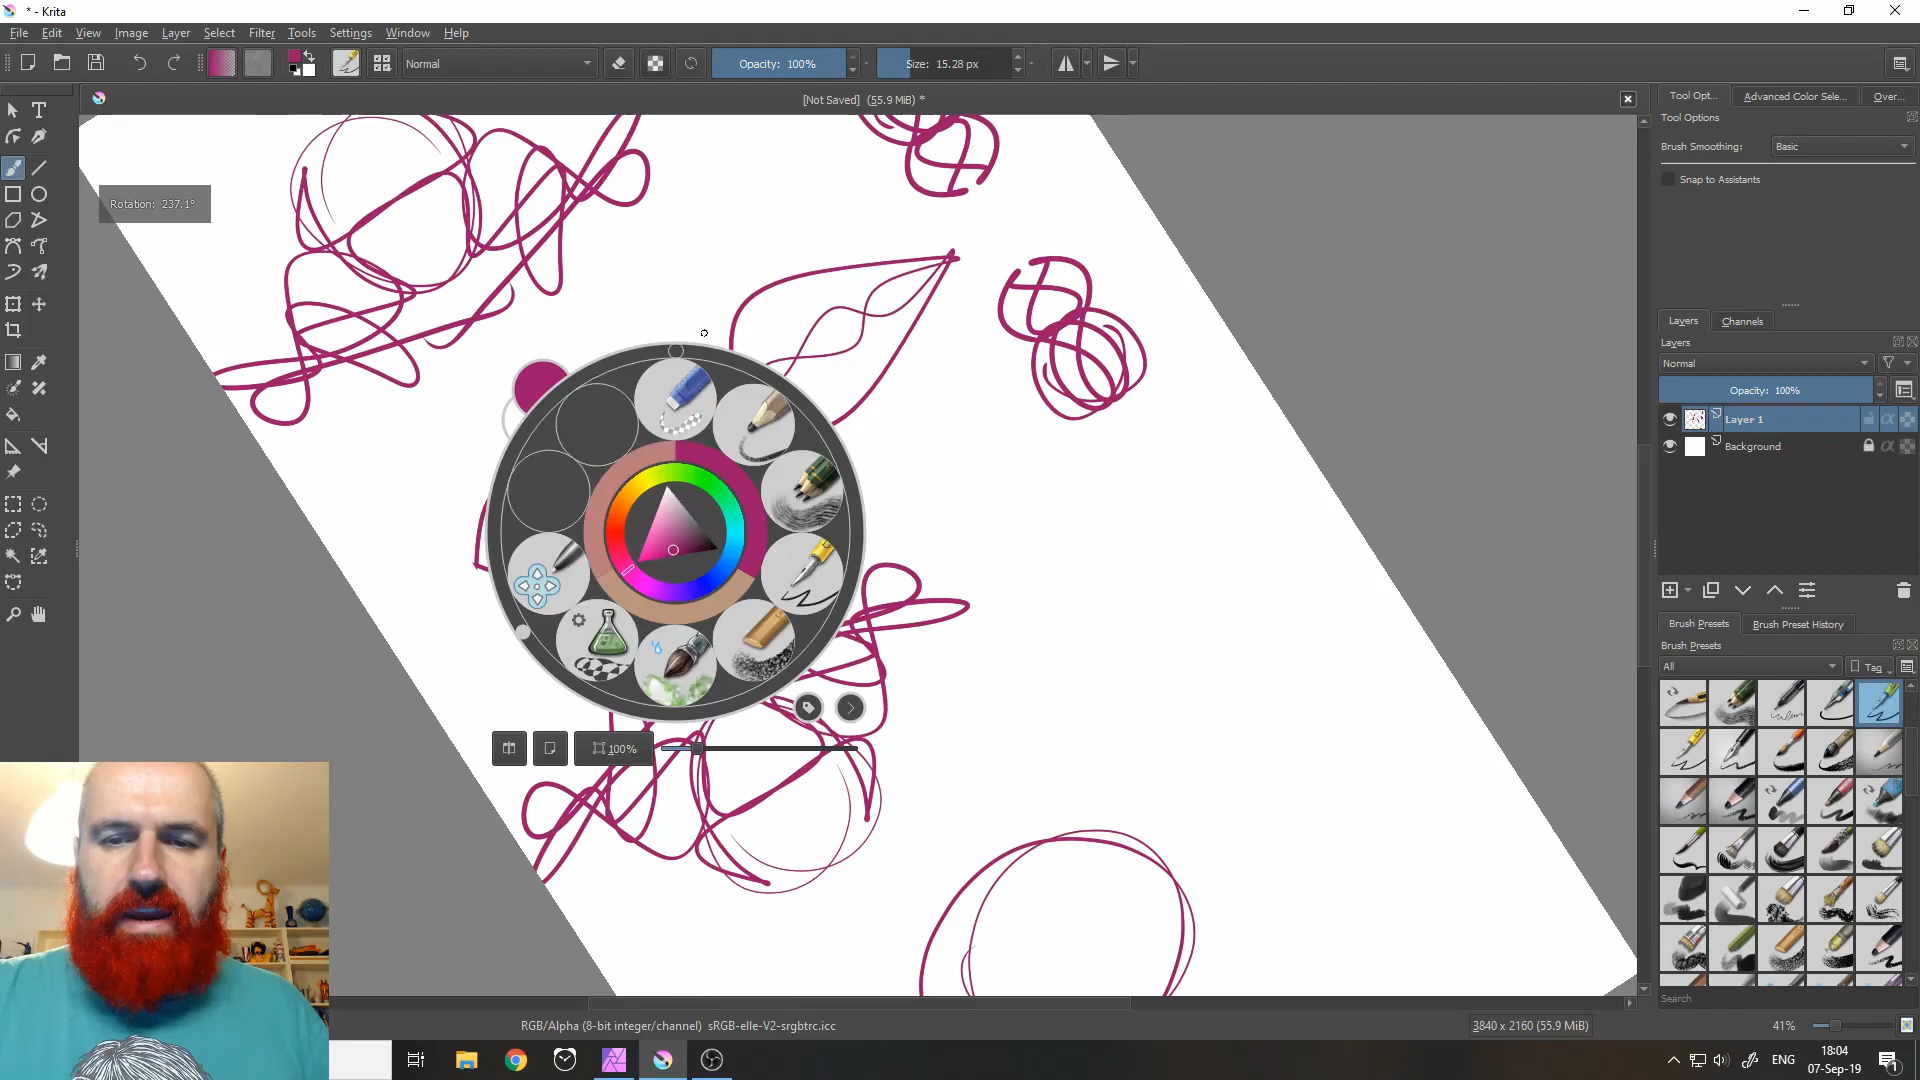 * - Krita
File Edit View Image Layer Select Filter Tools Settings Window Help
Normal
Opacity: 100%
Size: 15.28 px
[Not Saved] (55.9 MiB) *
Tool Opt...
Advanced Color Sele...
Over...
Tool Options
Brush Smoothing:
Basic
Snap to Assistants
Rotation: 237.1°
Layers
Channels
Layers
Normal
Opacity: 100%
Layer 1
Background
Brush Presets
Brush Preset History
Brush Presets
All
Tag
100%
Search
RGB/Alpha (8-bit integer/channel) sRGB-elle-V2-srgbtrc.icc
3840 x 2160 (55.9 MiB)
41%
ENG
18:04
07-Sep-19
1